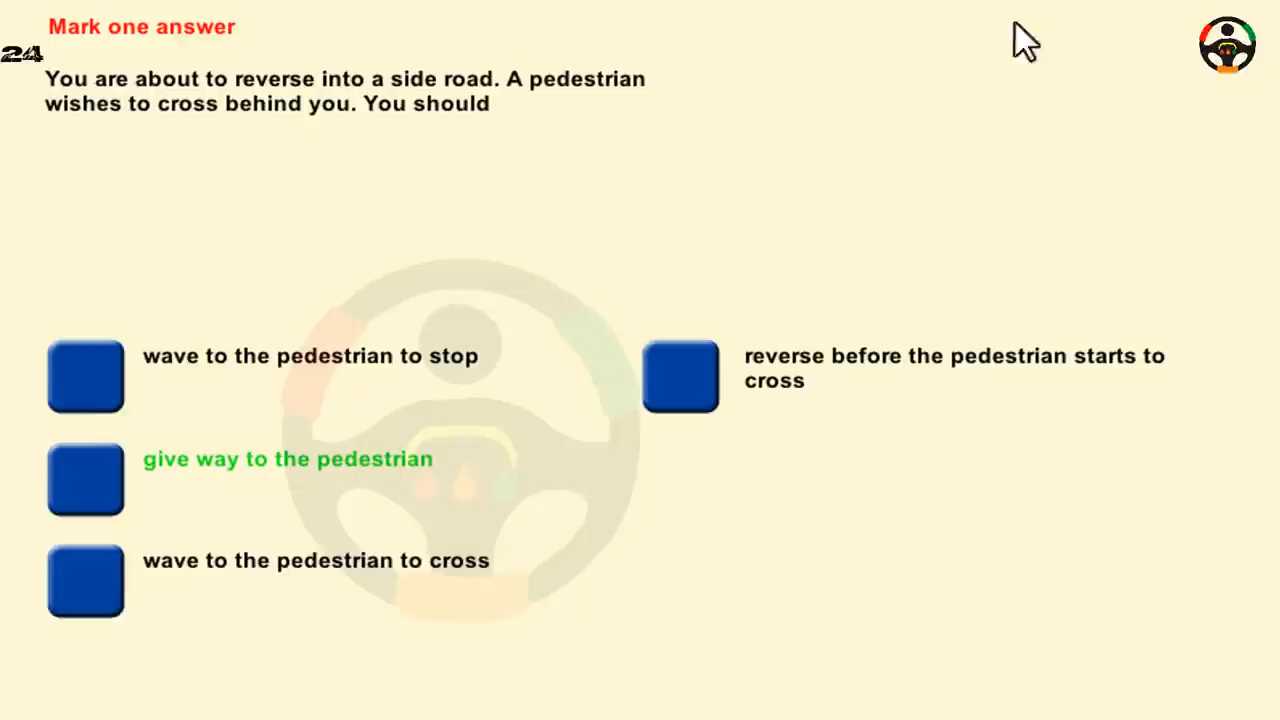 Mark one answer
24
You are about to reverse into a side road. A pedestrian
wishes to cross behind you. You should
wave to the pedestrian to stop
reverse before the pedestrian starts to
cross
give way to the pedestrian
wave to the pedestrian to cross